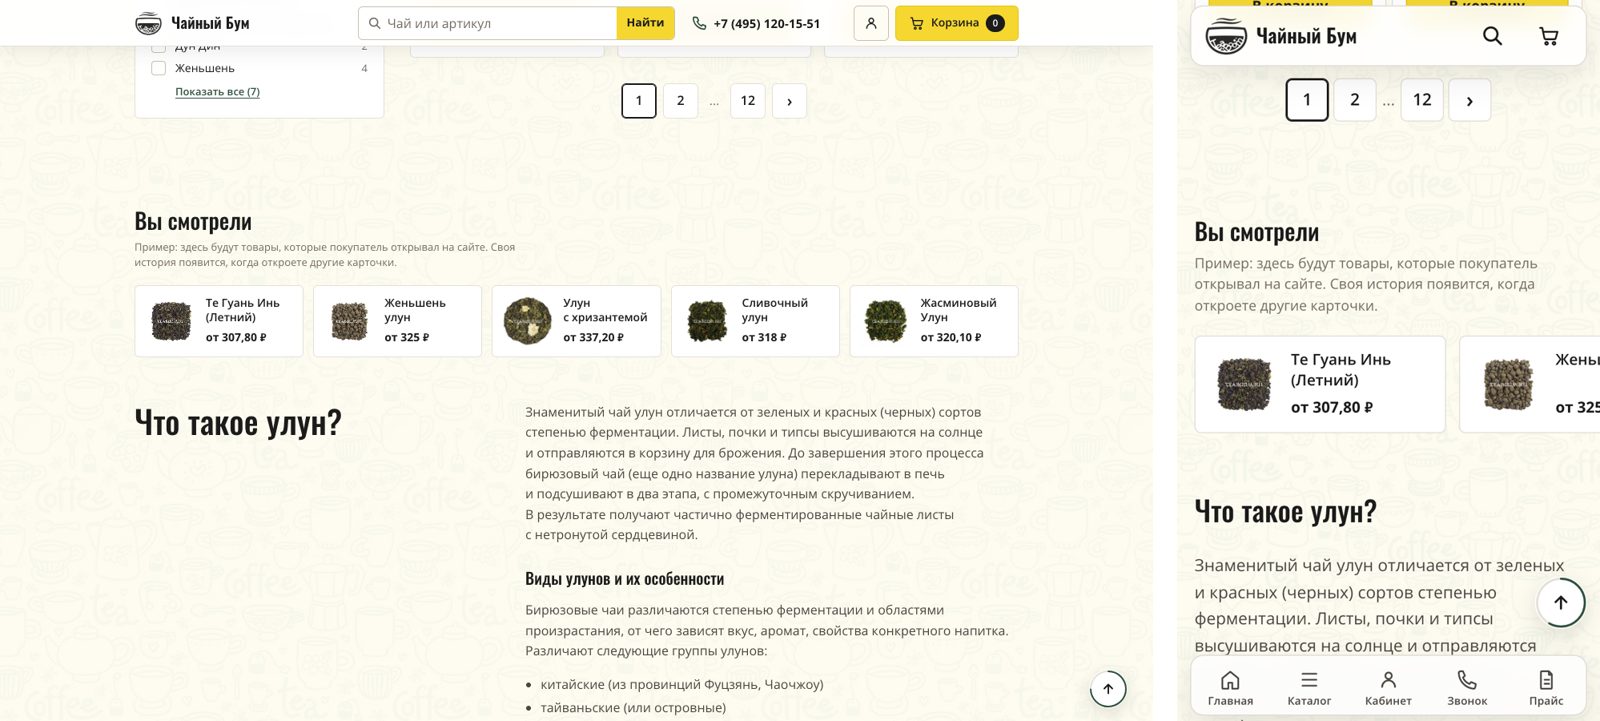 Чайный Бум
Чай или артикул
Найти
+7 (495) 120-15-51
Корзина 0
Дун Дин 2
Женьшень 4
Показать все (7)
1 2 ... 12 ›
Вы смотрели
Пример: здесь будут товары, которые покупатель открывал на сайте. Своя
история появится, когда откроете другие карточки.
Те Гуань Инь
(Летний)
от 307,80 ₽
Женьшень
улун
от 325 ₽
Улун
с хризантемой
от 337,20 ₽
Сливочный
улун
от 318 ₽
Жасминовый
Улун
от 320,10 ₽
Что такое улун?
Знаменитый чай улун отличается от зеленых и красных (черных) сортов
степенью ферментации. Листы, почки и типсы высушиваются на солнце
и отправляются в корзину для брожения. До завершения этого процесса
бирюзовый чай (еще одно название улуна) перекладывают в печь
и подсушивают в два этапа, с промежуточным скручиванием.
В результате получают частично ферментированные чайные листы
с нетронутой сердцевиной.
Виды улунов и их особенности
Бирюзовые чаи различаются степенью ферментации и областями
произрастания, от чего зависят вкус, аромат, свойства конкретного напитка.
Различают следующие группы улунов:
• китайские (из провинций Фуцзянь, Чаочжоу)
• тайваньские (или островные)
В корзину В корзину
Чайный Бум
1 2 ... 12 ›
Вы смотрели
Пример: здесь будут товары, которые покупатель
открывал на сайте. Своя история появится, когда
откроете другие карточки.
Те Гуань Инь
(Летний)
от 307,80 ₽
Жень
от 325
Что такое улун?
Знаменитый чай улун отличается от зеленых
и красных (черных) сортов степенью
ферментации. Листы, почки и типсы
высушиваются на солнце и отправляются
Главная Каталог Кабинет Звонок Прайс